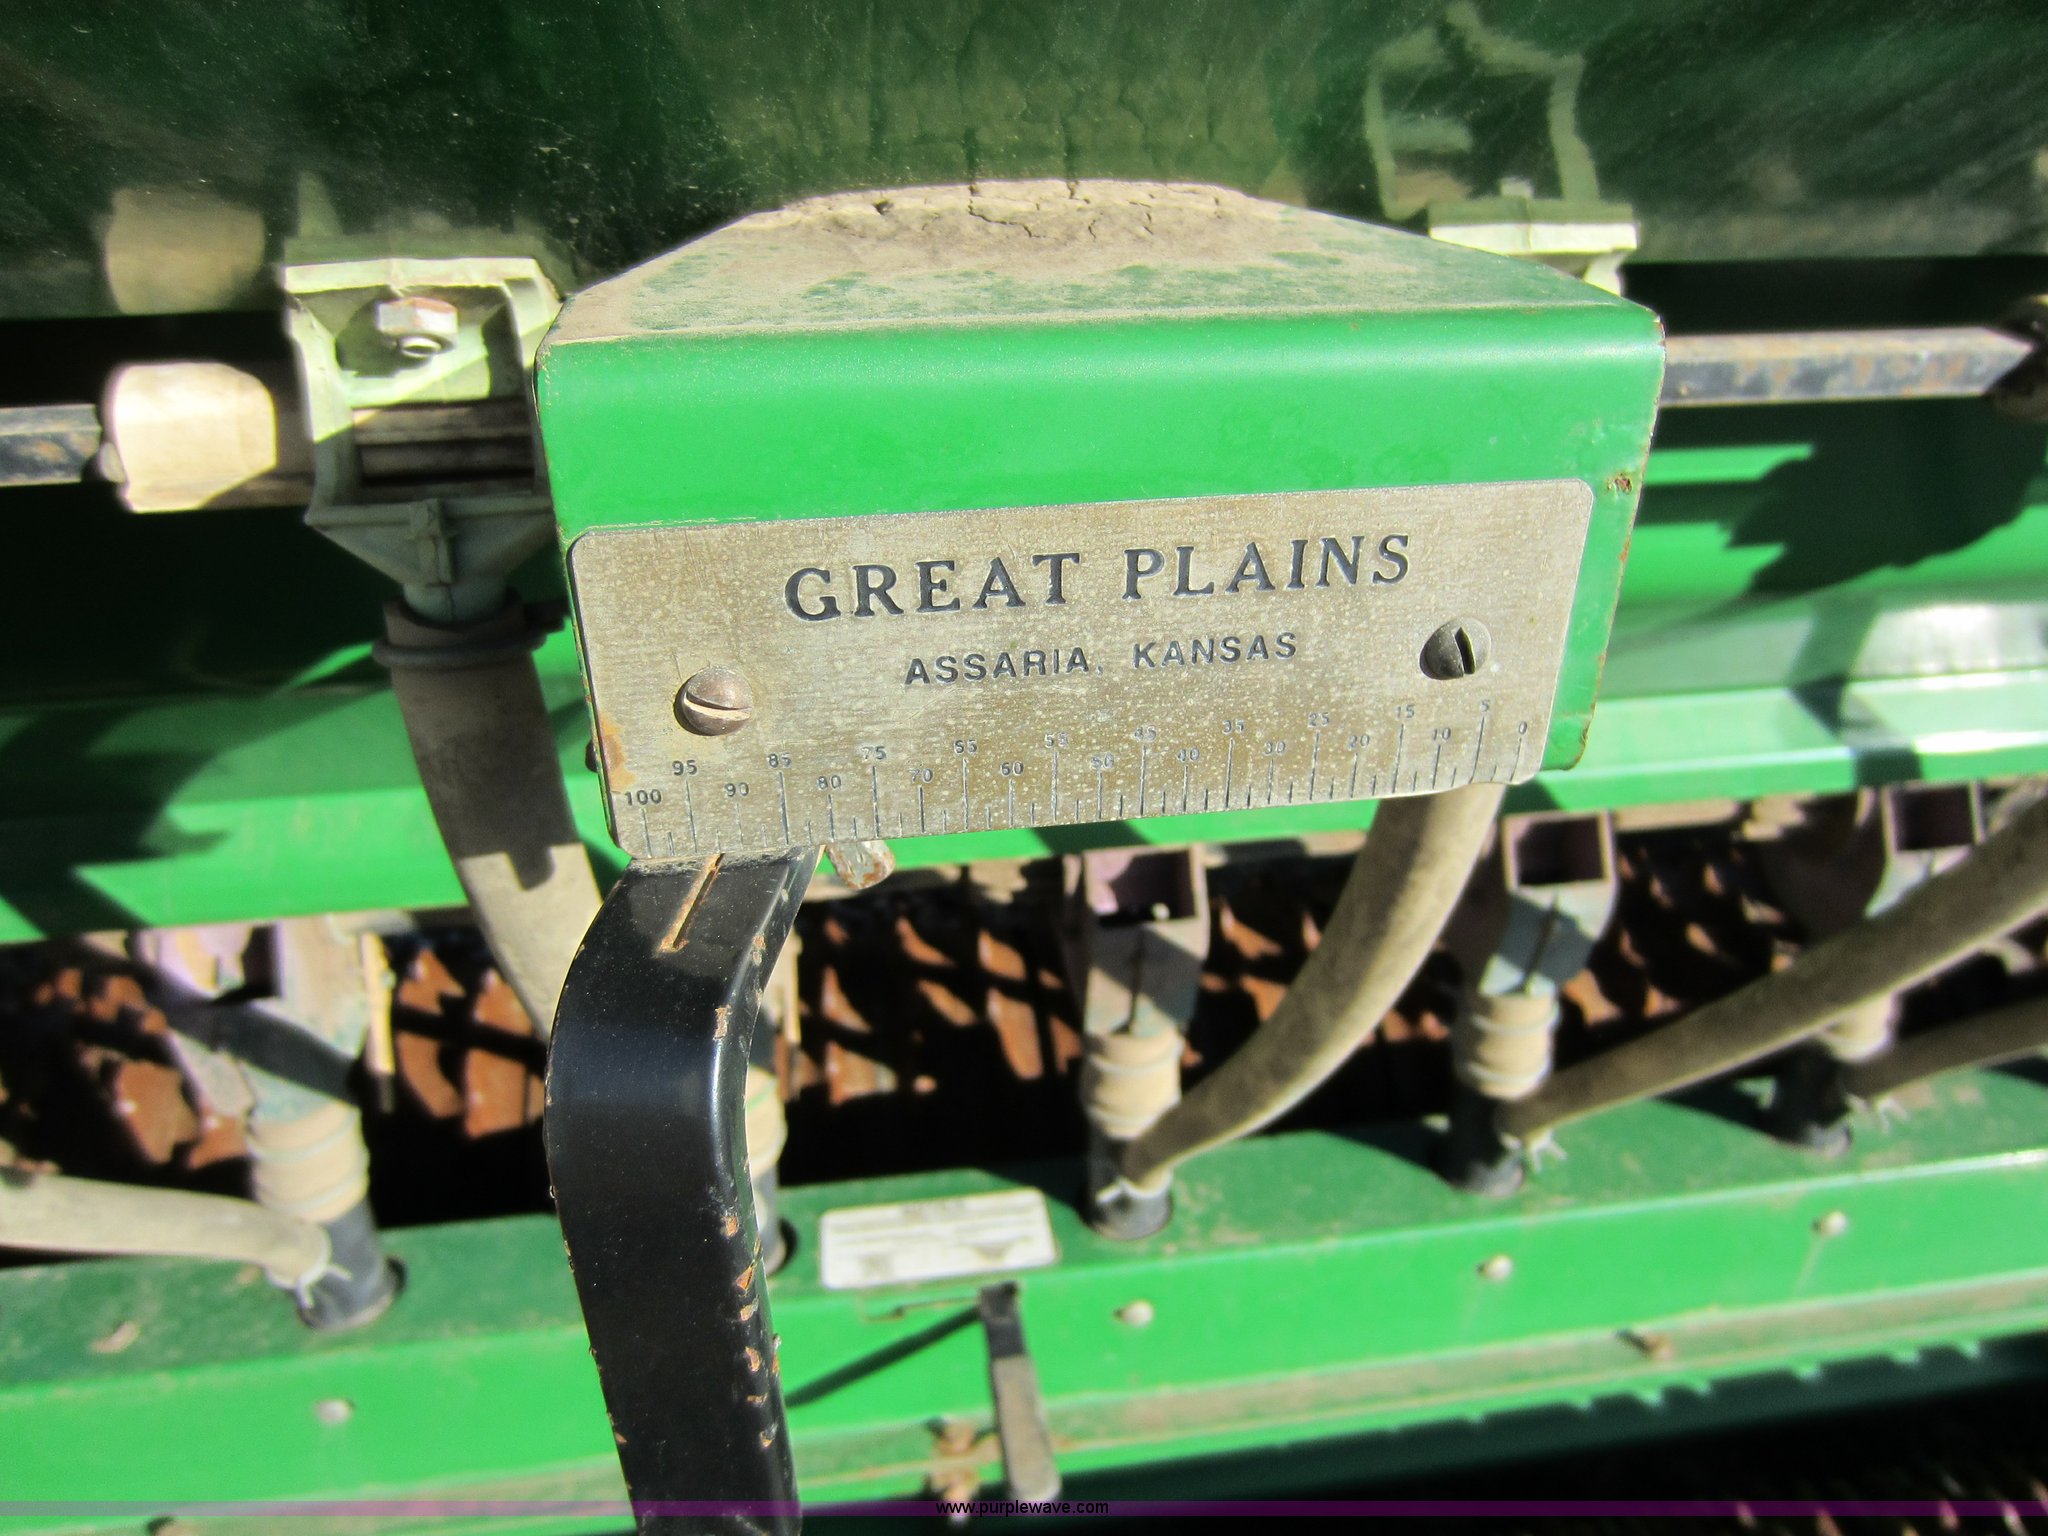 GREAT PLAINS
ASSARIA, KANSAS
95 85 75 65 55 45 35 25 15 5
100 90 80 70 60 50 40 30 20 10 0
www.purplewave.com